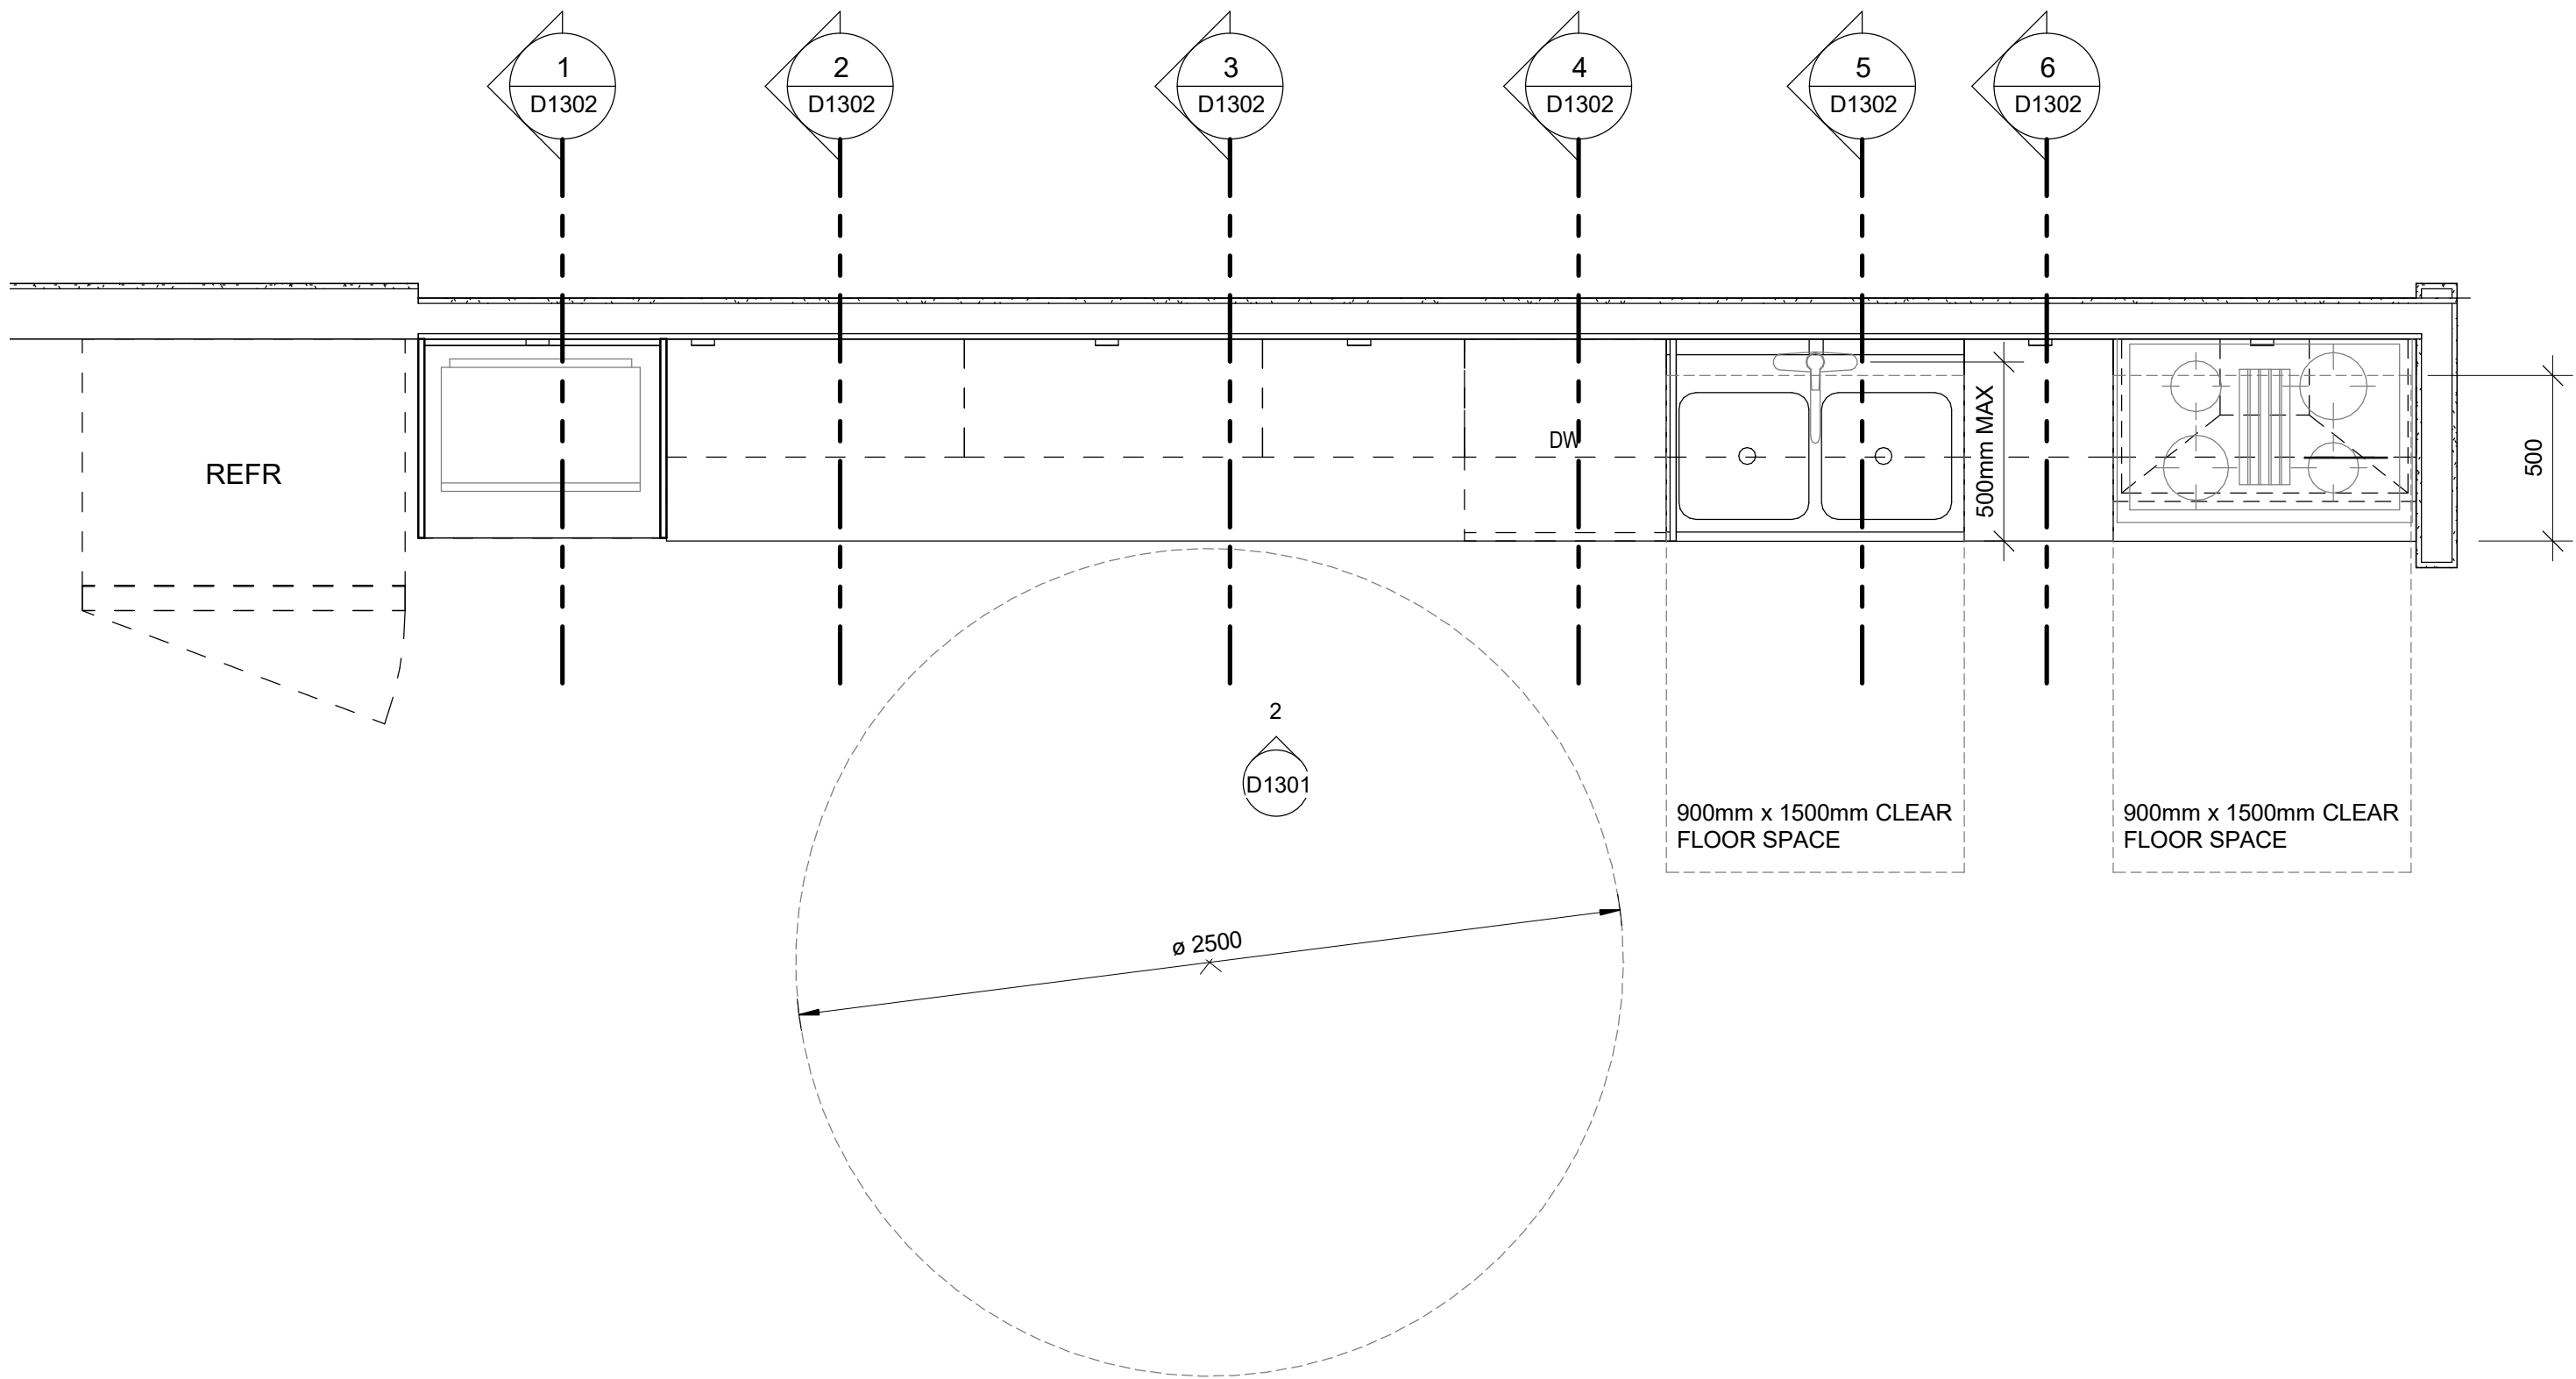 1
D1302
2
D1302
3
D1302
4
D1302
5
D1302
6
D1302
REFR
DW
500mm MAX
500
2
D1301
900mm x 1500mm CLEAR
FLOOR SPACE
900mm x 1500mm CLEAR
FLOOR SPACE
ø 2500